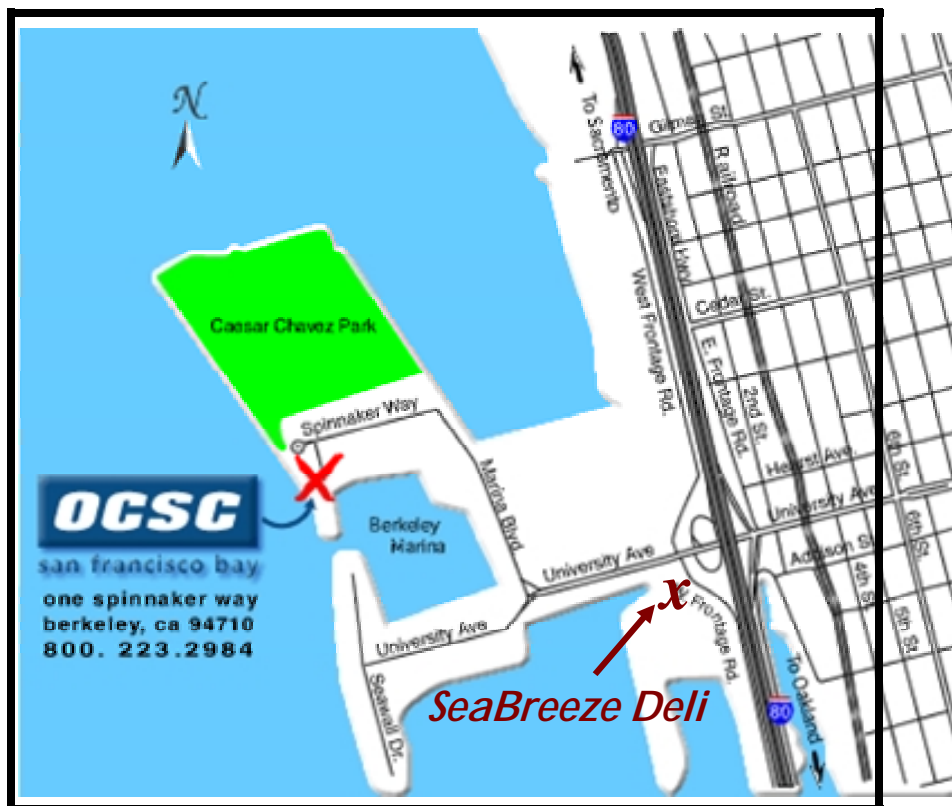 N
To Sacramento
80
Gilman St
Railroad
Eastshore Hwy
West Frontage Rd.
Cedar St.
Caesar Chavez Park
E. Frontage Rd.
2nd St.
Spinnaker Way
6th St.
Hearst Ave.
Marina Blvd
University Ave
OCSC
san francisco bay
one spinnaker way
berkeley, ca 94710
800. 223.2984
Berkeley
Marina
University Ave
Addison St
6th St.
4th St
5th St
x
Frontage Rd.
University Ave
Seawall Dr.
SeaBreeze Deli
To Oakland
80